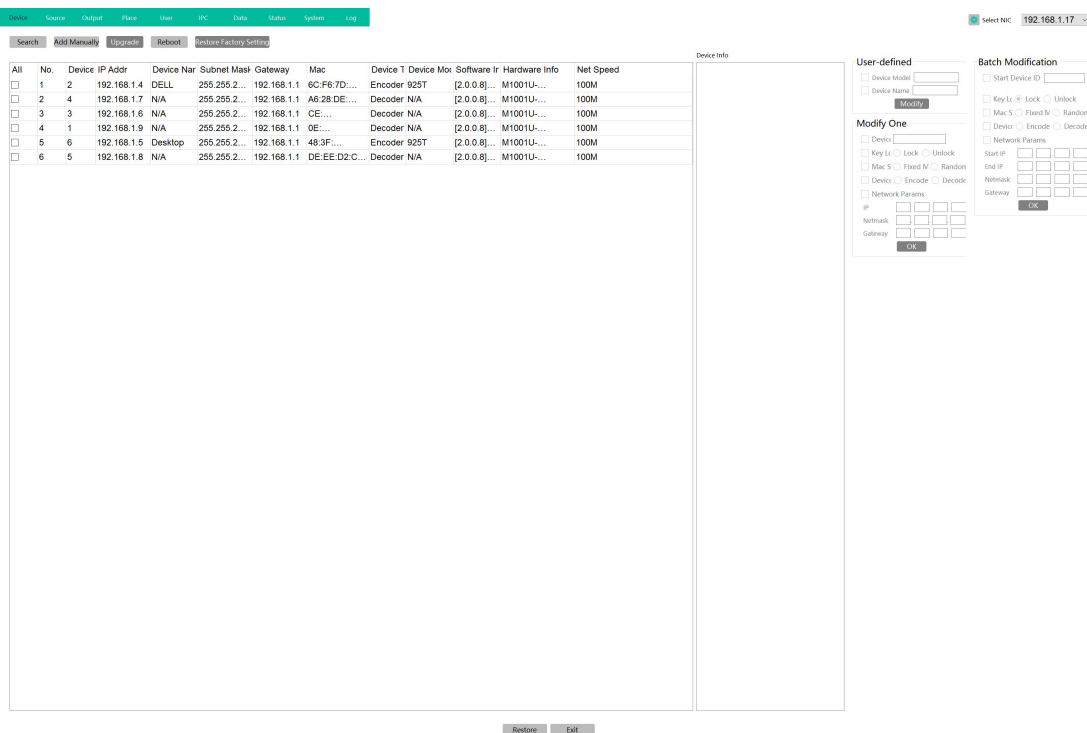 Device Source Output Place User IPC Data Status System Log
Select NIC 192.168.1.17
Search Add Manually Upgrade Reboot Restore Factory Setting
Device Info
All No. Device IP Addr Device Nar Subnet Mask Gateway Mac Device T Device Moc Software Ir Hardware Info Net Speed
1 2 192.168.1.4 DELL 255.255.2... 192.168.1.1 6C:F6:7D:... Encoder 925T [2.0.0.8]... M1001U-... 100M
2 4 192.168.1.7 N/A 255.255.2... 192.168.1.1 A6:28:DE:... Decoder N/A [2.0.0.8]... M1001U-... 100M
3 3 192.168.1.6 N/A 255.255.2... 192.168.1.1 CE:... Decoder N/A [2.0.0.8]... M1001U-... 100M
4 1 192.168.1.9 N/A 255.255.2... 192.168.1.1 0E:... Decoder N/A [2.0.0.8]... M1001U-... 100M
5 6 192.168.1.5 Desktop 255.255.2... 192.168.1.1 48:3F:... Encoder 925T [2.0.0.8]... M1001U-... 100M
6 5 192.168.1.8 N/A 255.255.2... 192.168.1.1 DE:EE:D2:C... Decoder N/A [2.0.0.8]... M1001U-... 100M
User-defined
Device Model
Device Name
Modify
Modify One
Device
Key Lc Lock Unlock
Mac S Fixed M Random
Device Encode Decode
Network Params
IP
Netmask
Gateway
OK
Batch Modification
Start Device ID
Key Lc Lock Unlock
Mac S Fixed M Random
Device Encode Decode
Network Params
Start IP
End IP
Netmask
Gateway
OK
Restore Exit